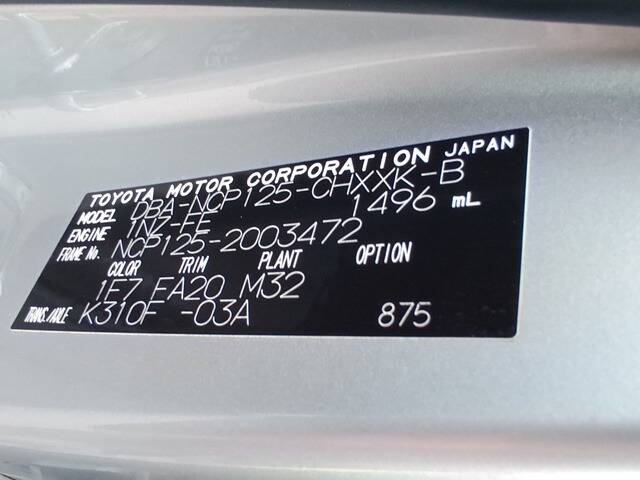 TOYOTA MOTOR CORPORATION JAPAN
MODEL DBA-NCP125-CHXXK-B
ENGINE 1NZ-FE 1496 mL
FRAME No. NCP125-2003472
COLOR TRIM PLANT OPTION
1F7 FA20 M32
TRANS./AXLE K310F -03A 875